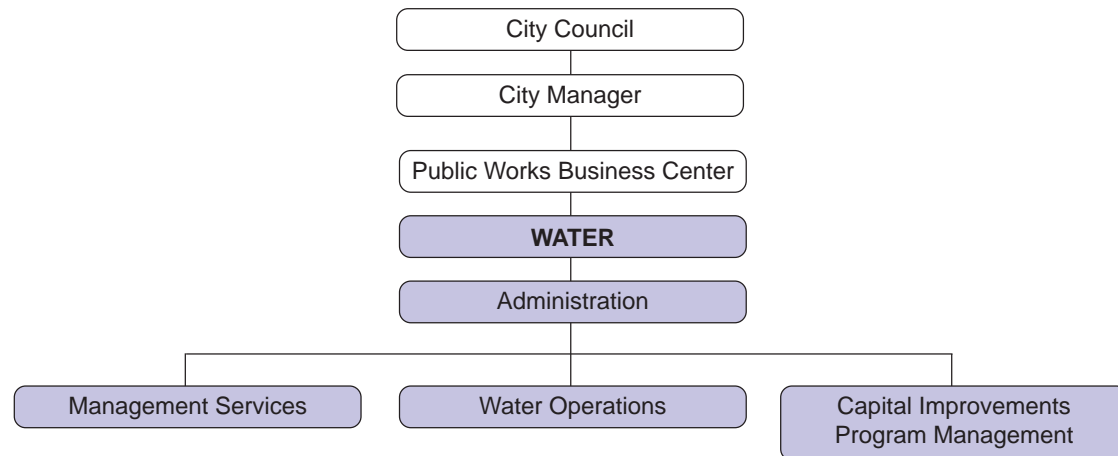 City Council
City Manager
Public Works Business Center
WATER
Administration
Management Services
Water Operations
Capital Improvements
Program Management